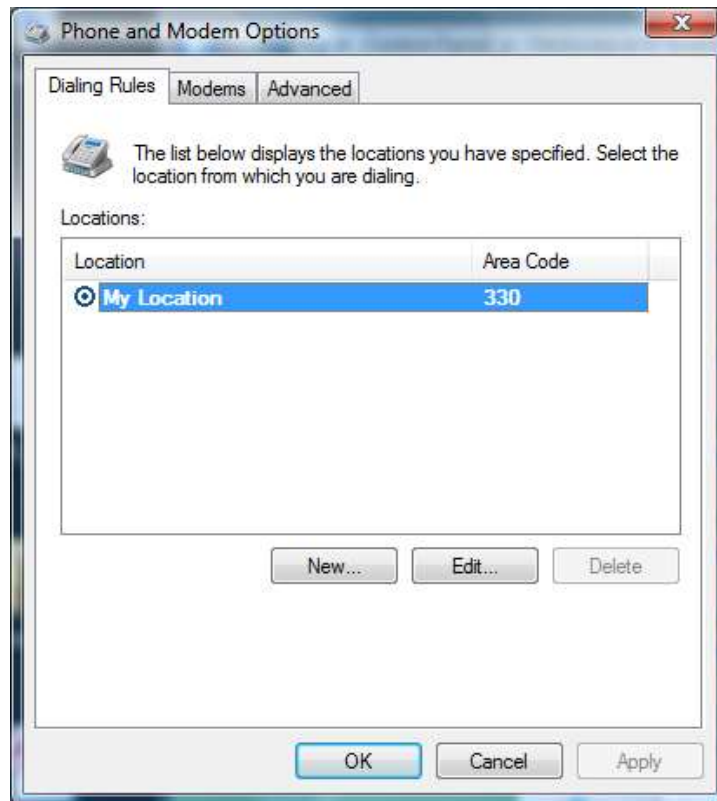 Phone and Modem Options
X
Dialing Rules Modems Advanced
The list below displays the locations you have specified. Select the
location from which you are dialing.
Locations:
Location Area Code
My Location 330
New... Edit... Delete
OK Cancel Apply